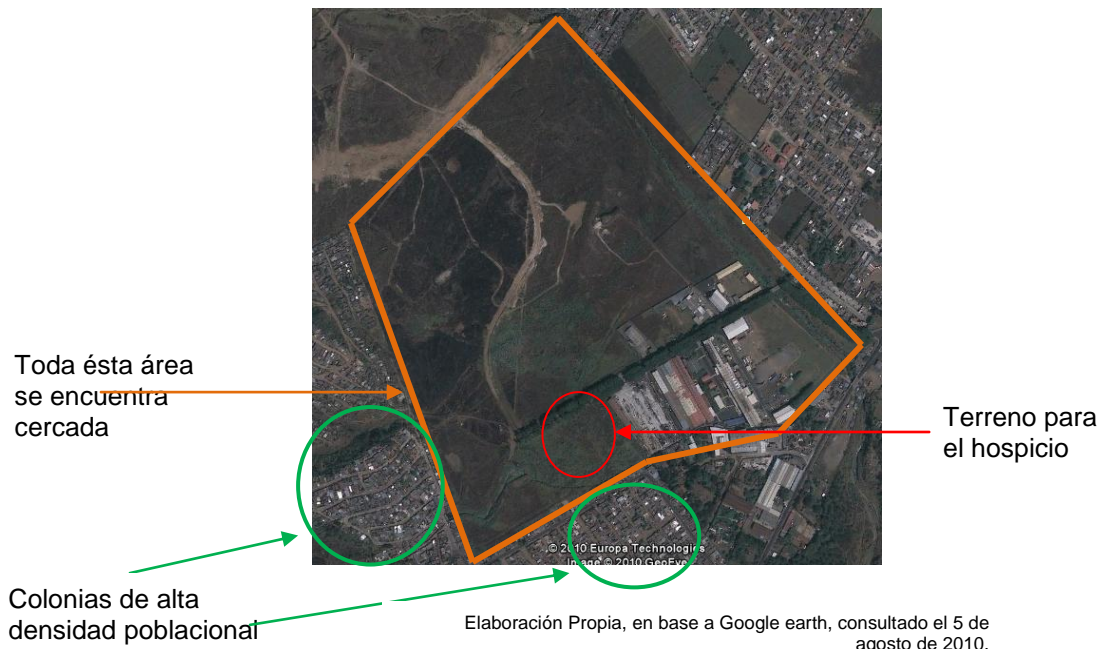 Toda ésta área
se encuentra
cercada
Terreno para
el hospicio
Colonias de alta
densidad poblacional
© 2010 Europa Technologies
Image © 2010 GeoEye
Elaboración Propia, en base a Google earth, consultado el 5 de
agosto de 2010.